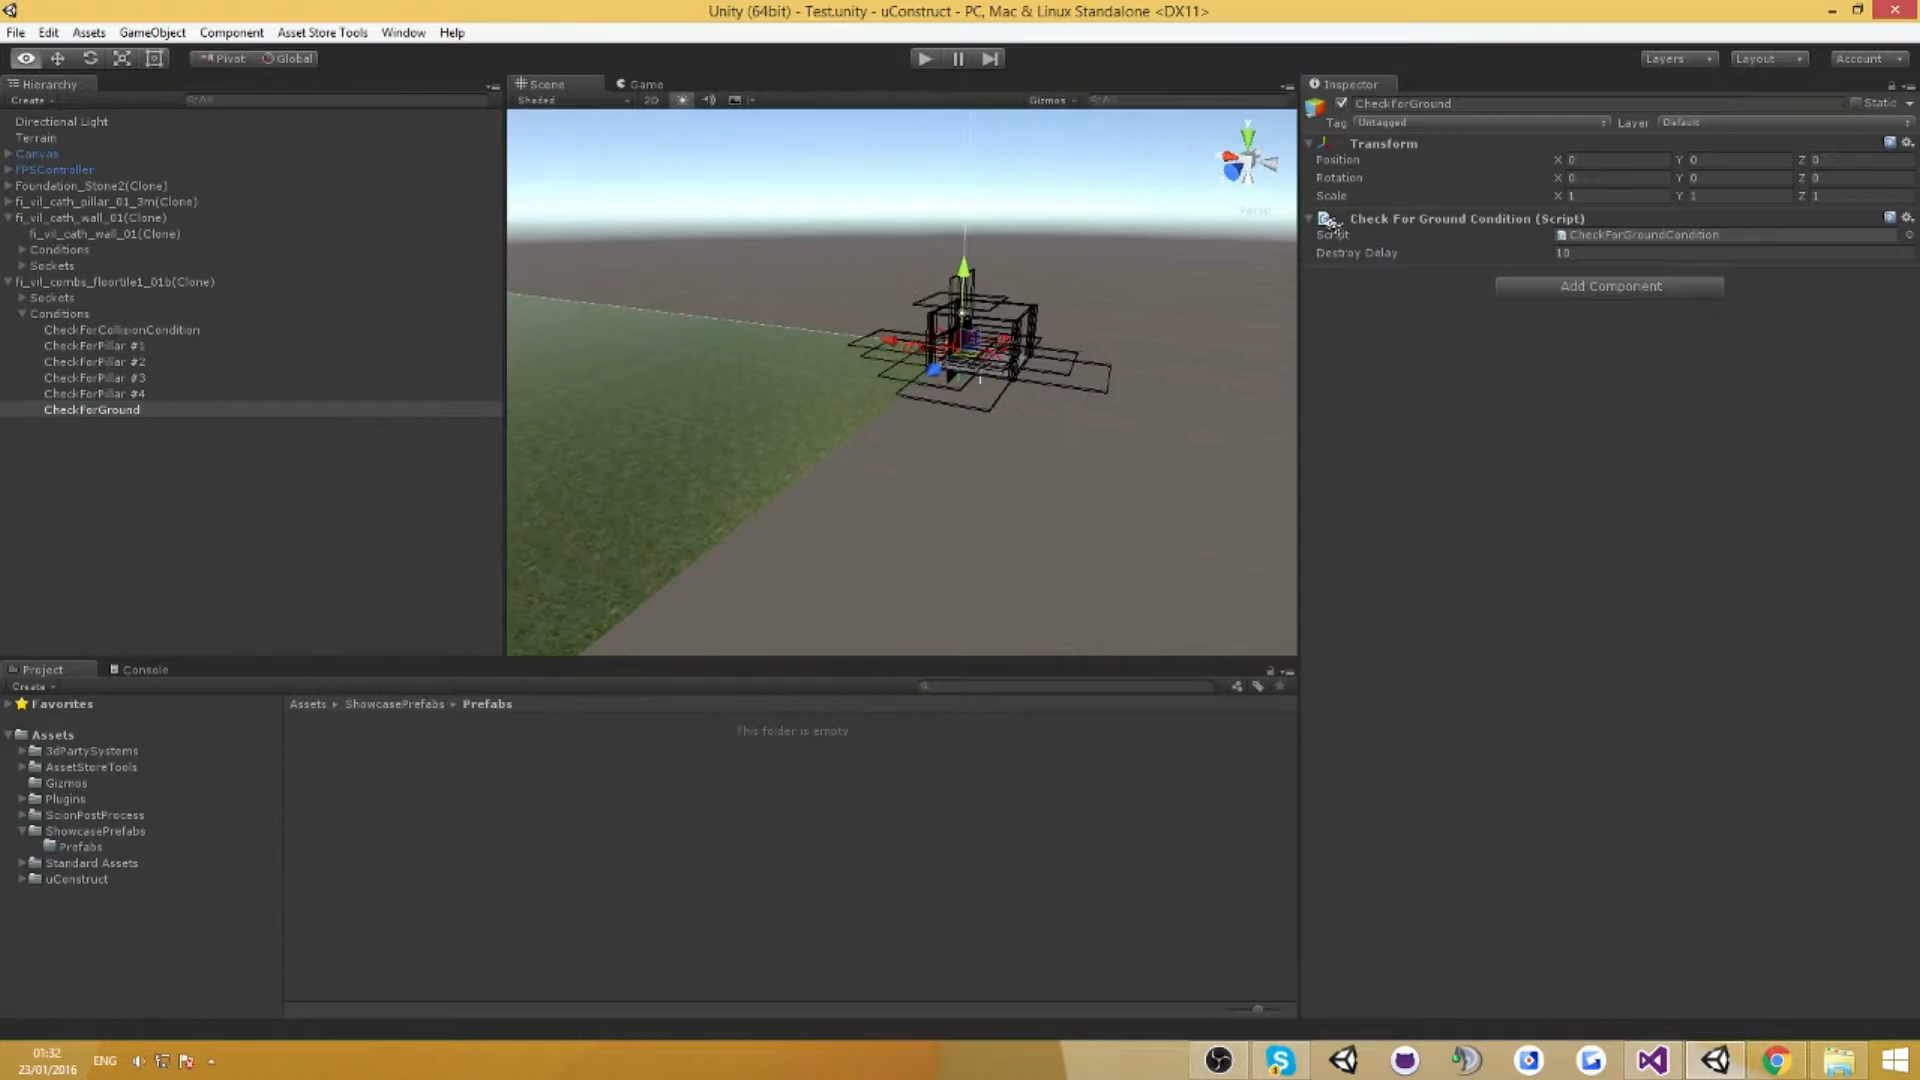 Unity (64bit) - Test.unity - uConstruct - PC, Mac & Linux Standalone <DX11>
File Edit Assets GameObject Component Asset Store Tools Window Help
Pivot Global Layers Layout Account
Hierarchy
Create All
Directional Light
Terrain
Canvas
FPSController
Foundation_Stone2(Clone)
fi_vil_cath_pillar_01_3m(Clone)
fi_vil_cath_wall_01(Clone)
fi_vil_cath_wall_01(Clone)
Conditions
Sockets
fi_vil_combs_floortile1_01b(Clone)
Sockets
Conditions
CheckForCollisionCondition
CheckForPillar #1
CheckForPillar #2
CheckForPillar #3
CheckForPillar #4
CheckForGround
Scene Game
Shaded 2D Gizmos All
y
Persp
Inspector
CheckForGround Static
Tag Untagged Layer Default
Transform
Position X 0 Y 0 Z 0
Rotation X 0 Y 0 Z 0
Scale X 1 Y 1 Z 1
Check For Ground Condition (Script)
Script CheckForGroundCondition
Destroy Delay 10
Add Component
Project Console
Create
Favorites
Assets
3dPartySystems
AssetStoreTools
Gizmos
Plugins
ScionPostProcess
ShowcasePrefabs
Prefabs
Standard Assets
uConstruct
Assets ShowcasePrefabs Prefabs
This folder is empty
01:32
23/01/2016
ENG